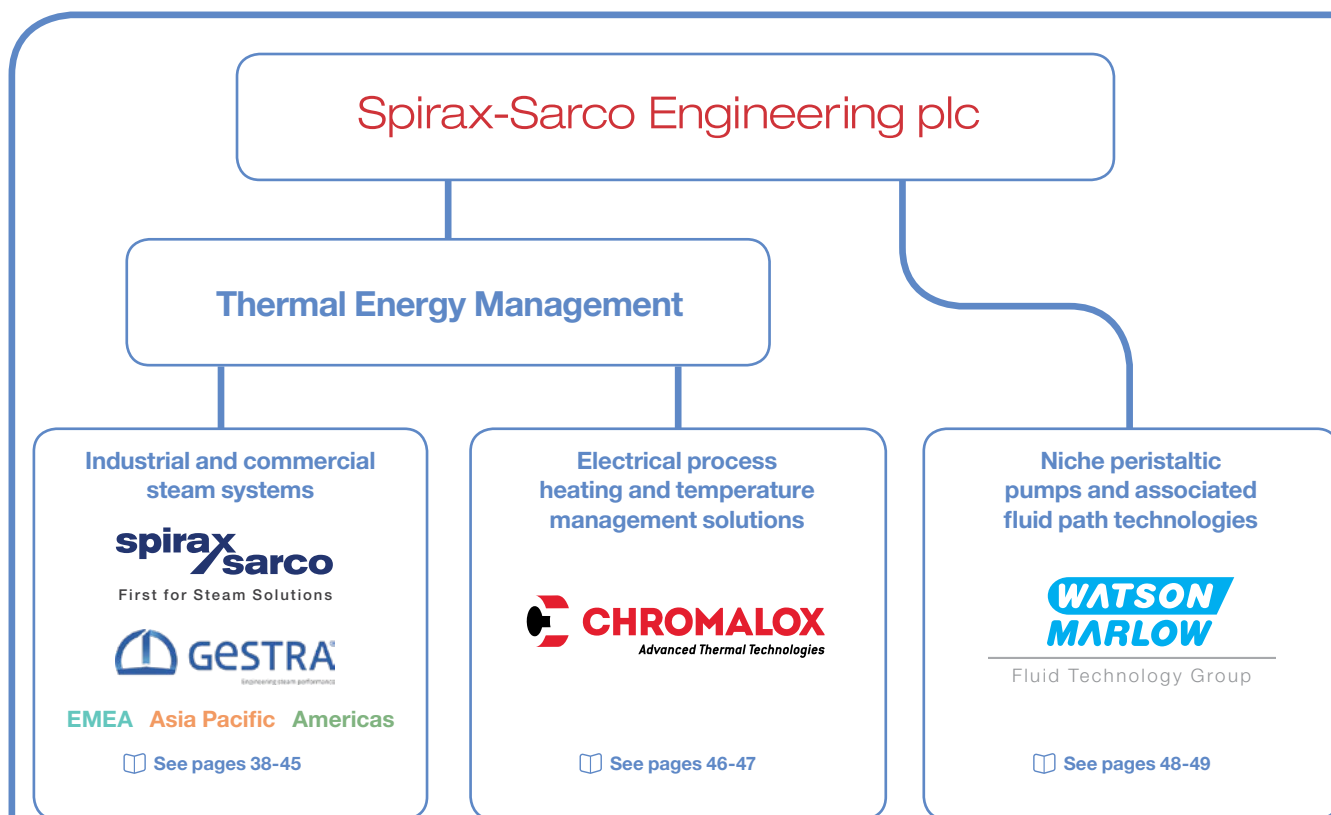 Spirax-Sarco Engineering plc
Thermal Energy Management
Industrial and commercial
steam systems
spirax
sarco
First for Steam Solutions
GESTRA®
Engineering steam performance
EMEA Asia Pacific Americas
See pages 38-45
Electrical process
heating and temperature
management solutions
CHROMALOX
Advanced Thermal Technologies
See pages 46-47
Niche peristaltic
pumps and associated
fluid path technologies
WATSON
MARLOW
Fluid Technology Group
See pages 48-49